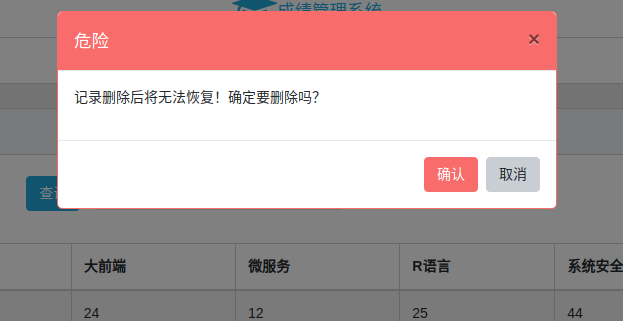 成绩管理系统
危险
×
记录删除后将无法恢复！确定要删除吗？
确认 取消
大前端 微服务 R语言 系统安全
24 12 25 44